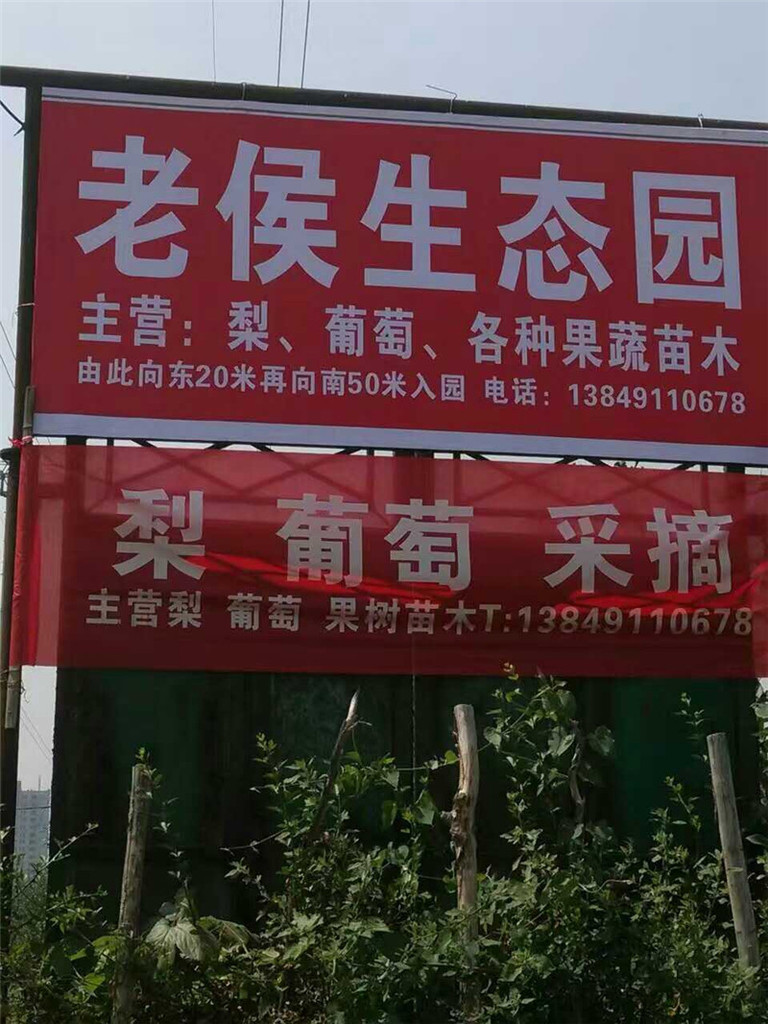 老侯生态园
主营：梨、葡萄、各种果蔬苗木
由此向东20米再向南50米入园 电话：13849110678
梨 葡萄 采摘
主营梨 葡萄 果树苗木T:13849110678